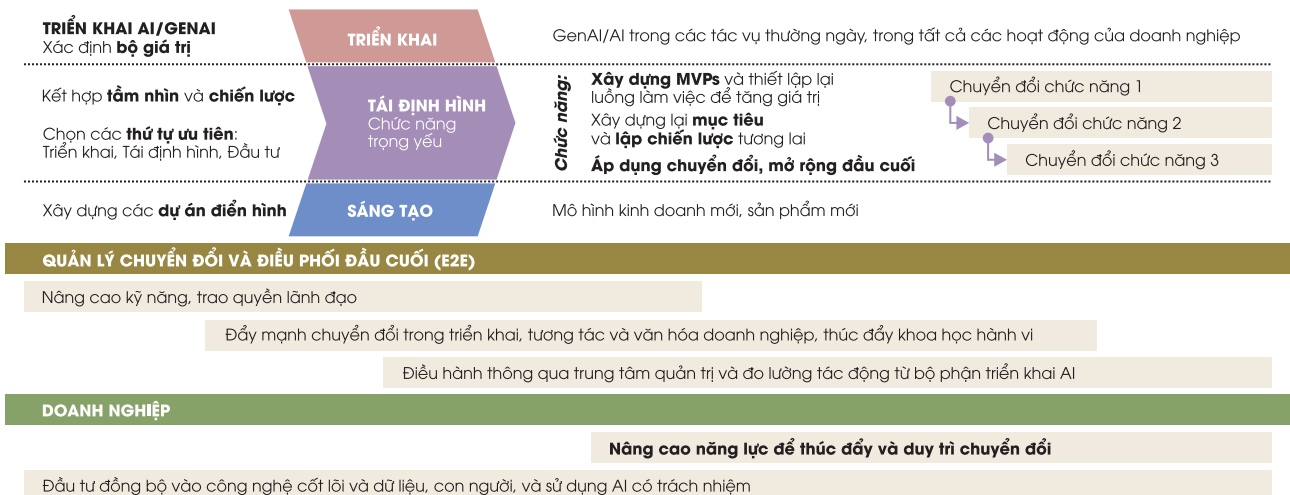 TRIỂN KHAI AI/GENAI
Xác định bộ giá trị
TRIỂN KHAI
GenAI/AI trong các tác vụ thường ngày, trong tất cả các hoạt động của doanh nghiệp
Kết hợp tầm nhìn và chiến lược
Chọn các thứ tự ưu tiên:
Triển khai, Tái định hình, Đầu tư
TÁI ĐỊNH HÌNH
Chức năng
trọng yếu
Chức năng:
Xây dựng MVPs và thiết lập lại
luồng làm việc để tăng giá trị
Xây dựng lại mục tiêu
và lập chiến lược tương lai
Áp dụng chuyển đổi, mở rộng đầu cuối
Chuyển đổi chức năng 1
Chuyển đổi chức năng 2
Chuyển đổi chức năng 3
Xây dựng các dự án điển hình
SÁNG TẠO
Mô hình kinh doanh mới, sản phẩm mới
QUẢN LÝ CHUYỂN ĐỔI VÀ ĐIỀU PHỐI ĐẦU CUỐI (E2E)
Nâng cao kỹ năng, trao quyền lãnh đạo
Đẩy mạnh chuyển đổi trong triển khai, tương tác và văn hóa doanh nghiệp, thúc đẩy khoa học hành vi
Điều hành thông qua trung tâm quản trị và đo lường tác động từ bộ phận triển khai AI
DOANH NGHIỆP
Nâng cao năng lực để thúc đẩy và duy trì chuyển đổi
Đầu tư đồng bộ vào công nghệ cốt lõi và dữ liệu, con người, và sử dụng AI có trách nhiệm